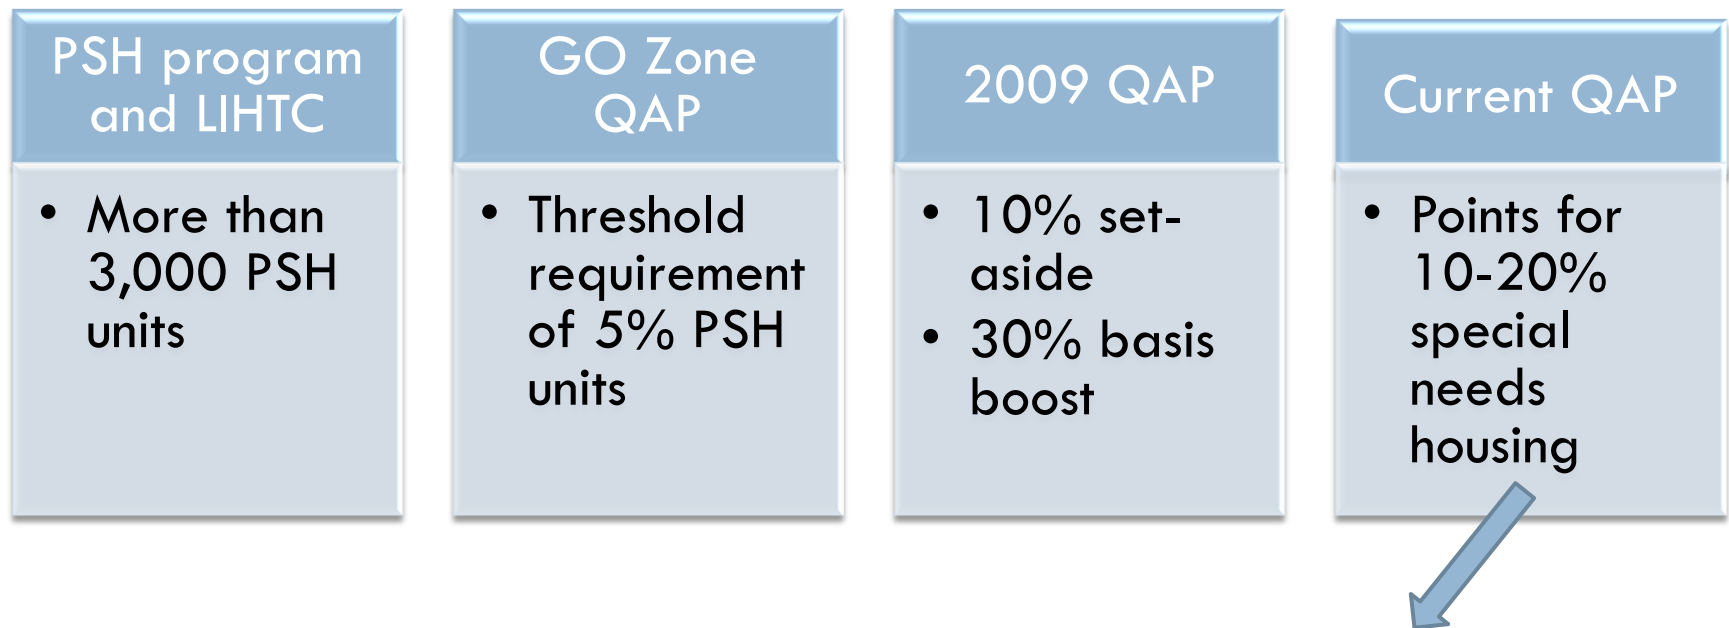 PSH program
and LIHTC
• More than
3,000 PSH
units
GO Zone
QAP
• Threshold
requirement
of 5% PSH
units
2009 QAP
• 10% set-
aside
• 30% basis
boost
Current QAP
• Points for
10-20%
special
needs
housing